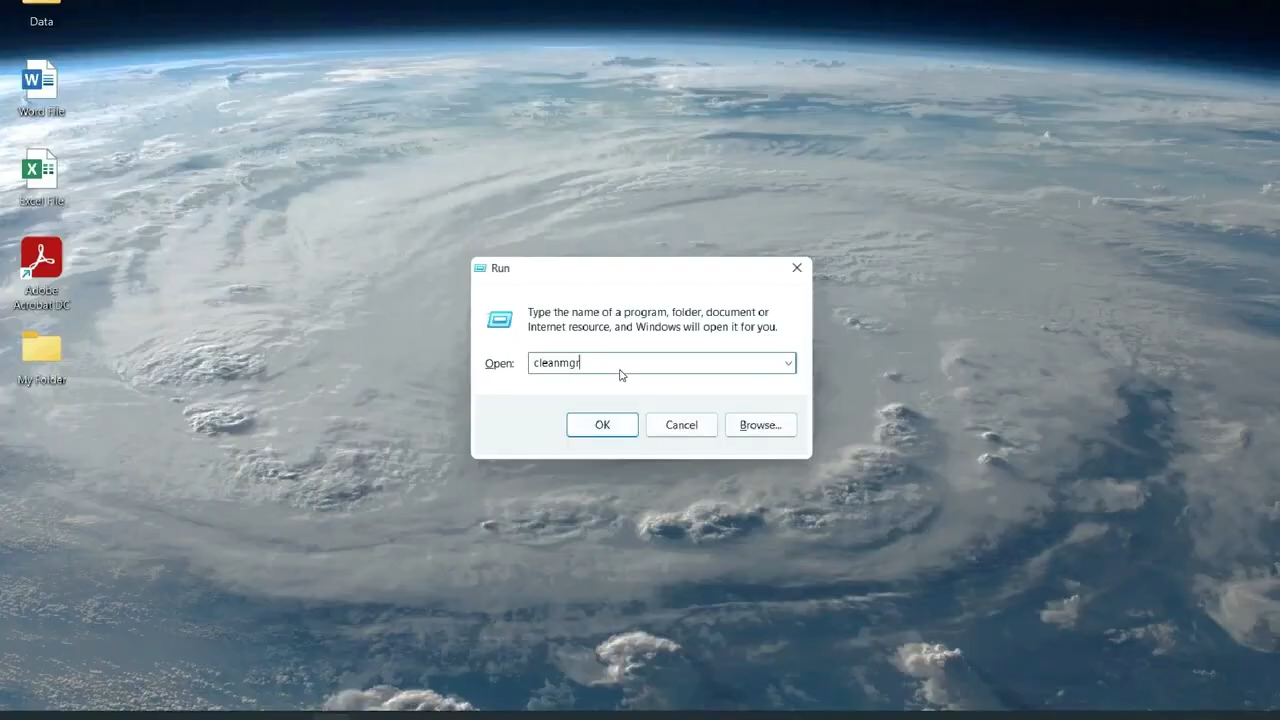 Data
Word File
Excel File
Adobe
Acrobat DC
My Folder
Run
Type the name of a program, folder, document or
Internet resource, and Windows will open it for you.
Open: cleanmgr
OK Cancel Browse...